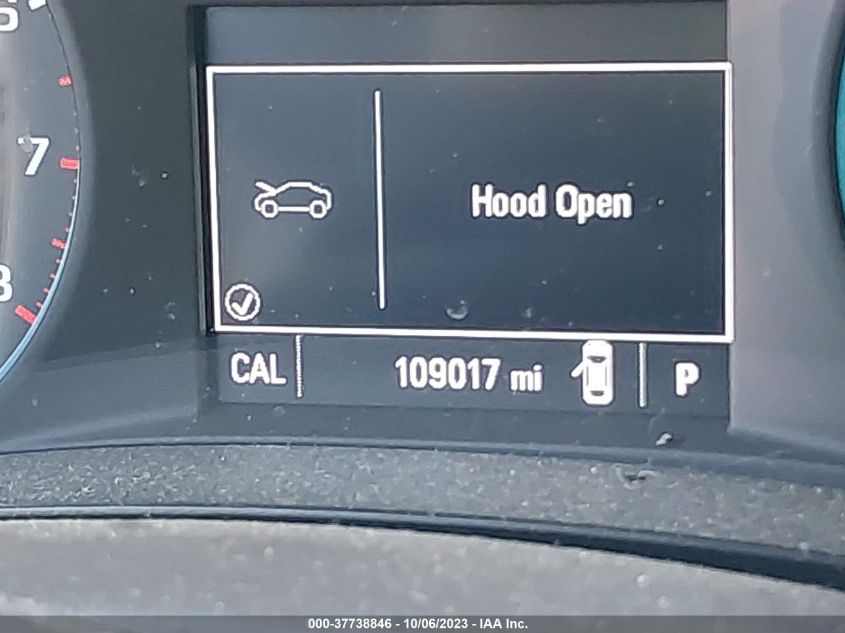 7
Hood Open
CAL 109017 mi P
000-37738846 - 10/06/2023 - IAA Inc.